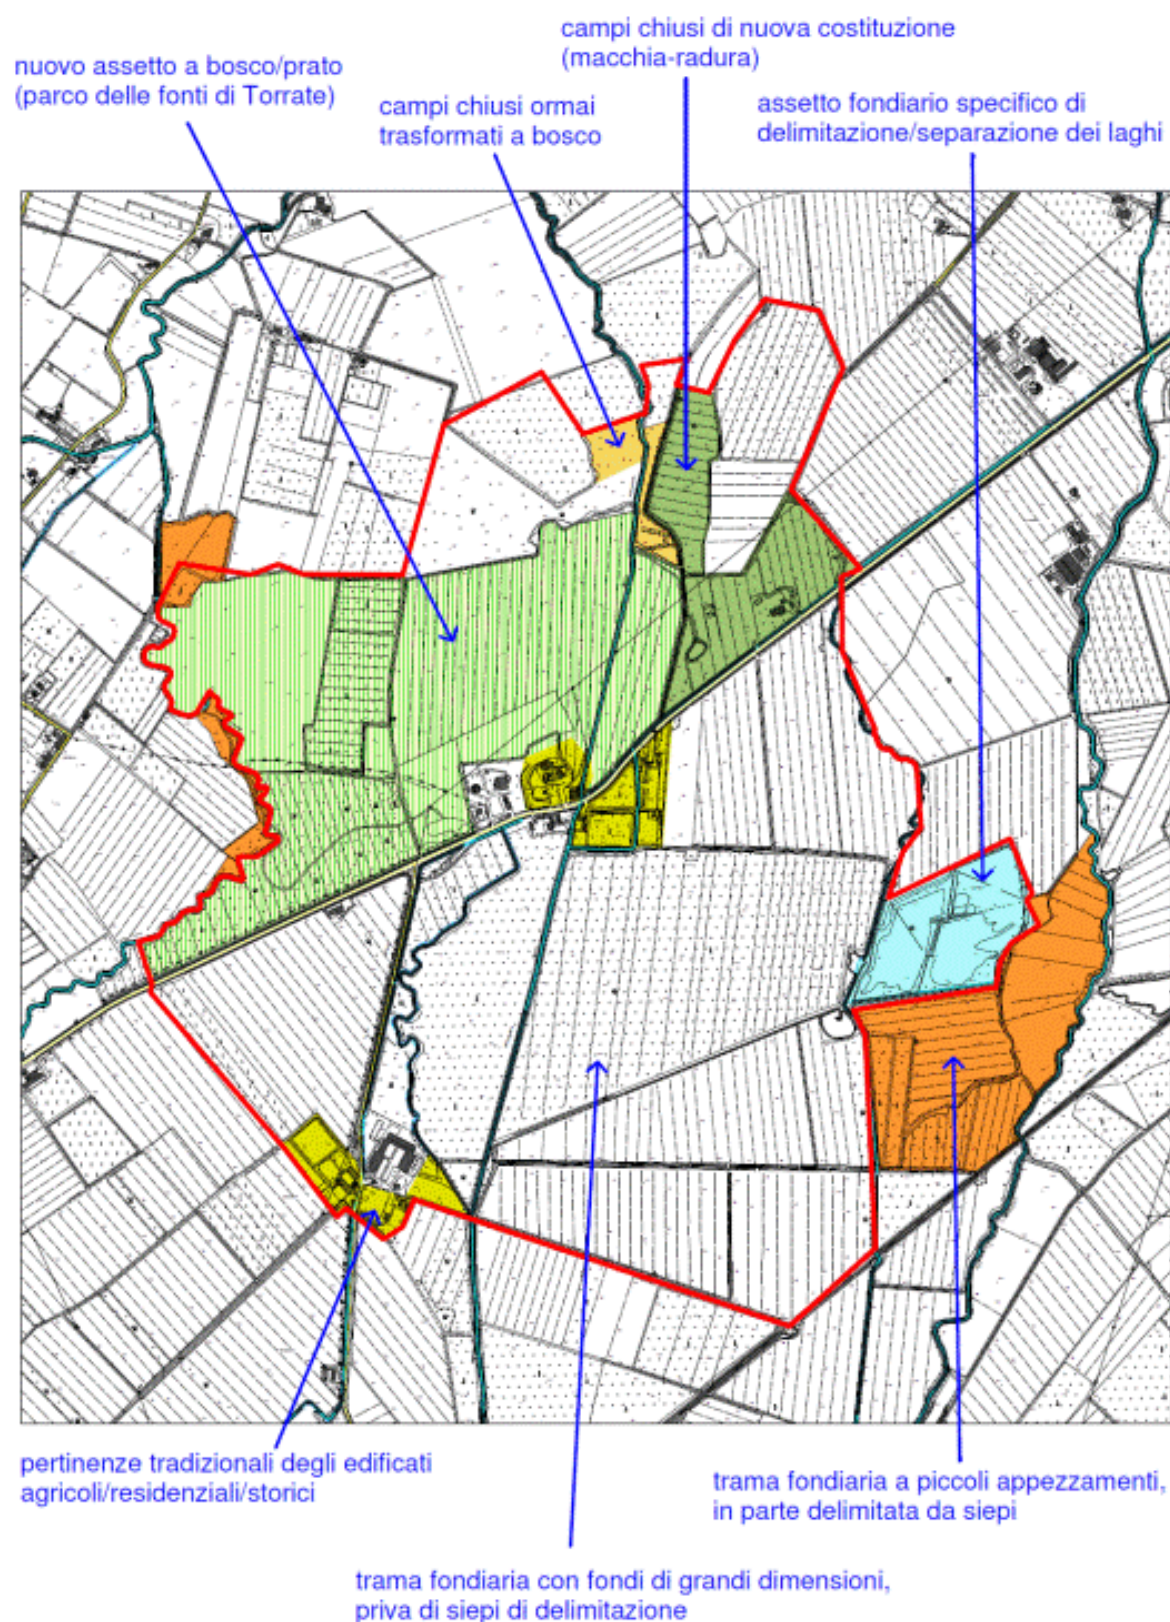 campi chiusi di nuova costituzione
(macchia-radura)
nuovo assetto a bosco/prato
(parco delle fonti di Torrate)
campi chiusi ormai
trasformati a bosco
assetto fondiario specifico di
delimitazione/separazione dei laghi
pertinenze tradizionali degli edificati
agricoli/residenziali/storici
trama fondiaria a piccoli appezzamenti,
in parte delimitata da siepi
trama fondiaria con fondi di grandi dimensioni,
priva di siepi di delimitazione